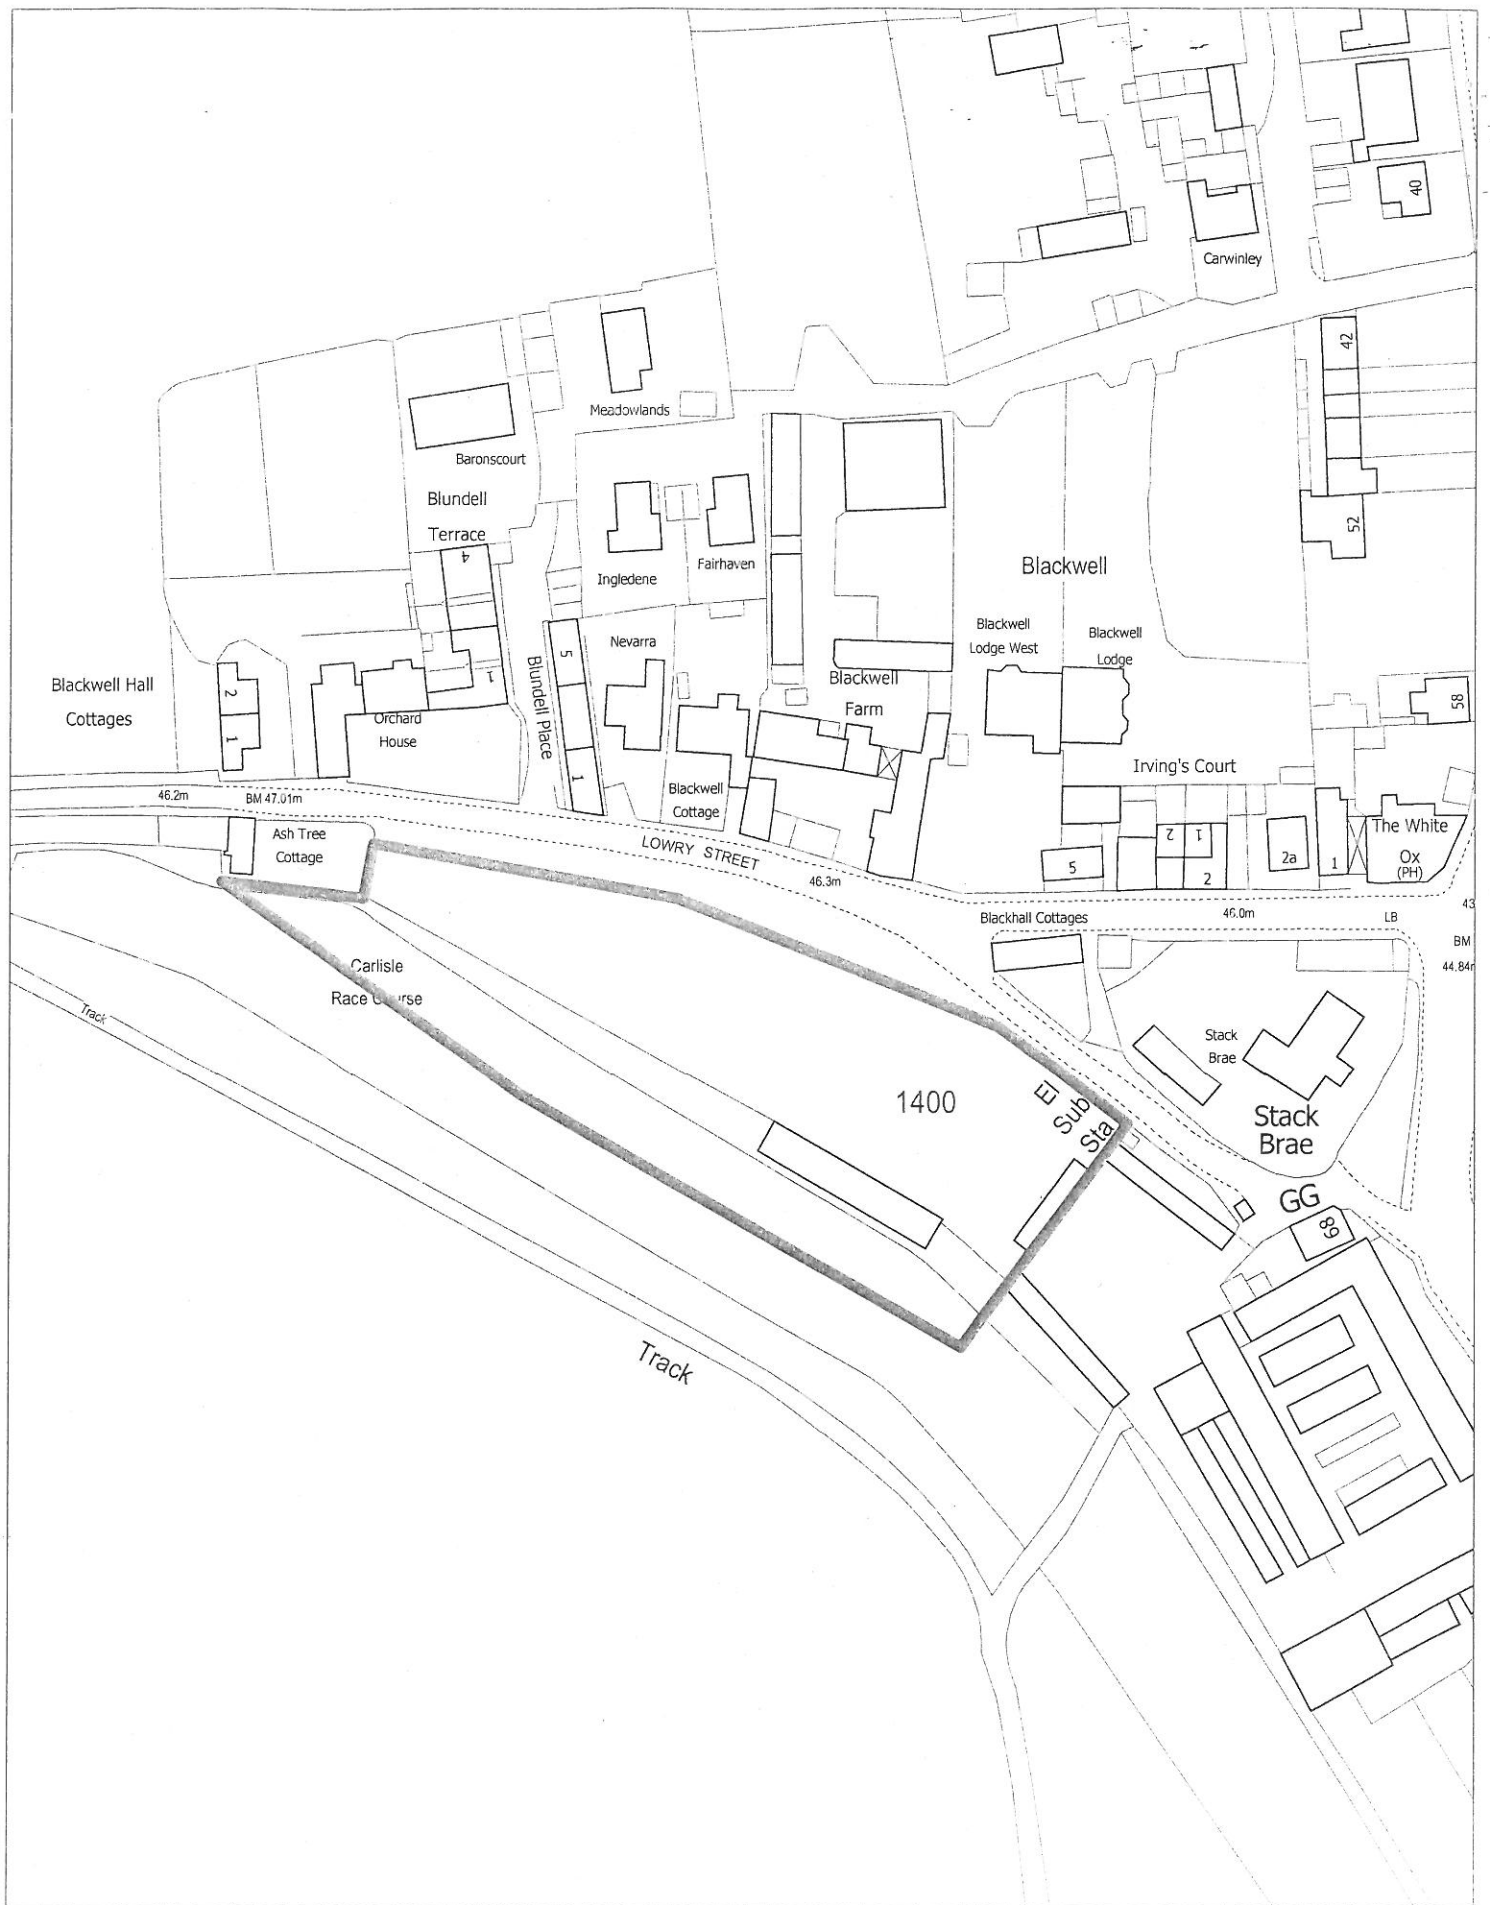 40
Carwinley
42
Meadowlands
Baronscourt
Blundell
Terrace
4
52
Ingledene
Fairhaven
Blackwell
Blackwell
Lodge West
Blackwell
Lodge
Nevarra
5
Blundell Place
1
1
Blackwell Hall
Cottages
2
1
Orchard
House
Blackwell
Farm
58
Blackwell
Cottage
Irving's Court
46.2m
BM 47.01m
Ash Tree
Cottage
LOWRY STREET
46.3m
5
2
1
2
2a
1
The White
Ox
(PH)
Blackhall Cottages
46.0m
LB
43
BM
44.84m
Carlisle
Race Course
Track
Stack
Brae
1400
El
Sub
Sta
Stack
Brae
GG
68
Track